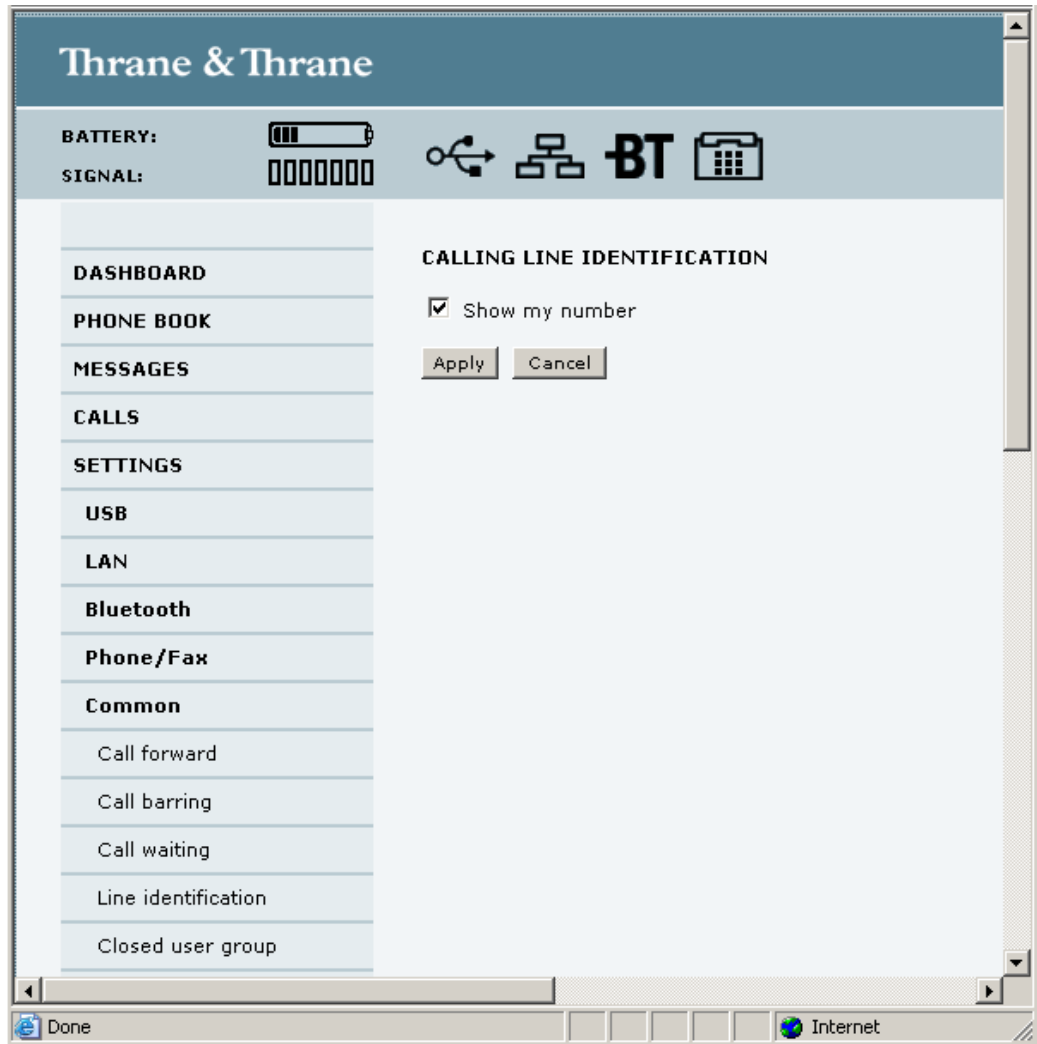 Thrane & Thrane
BATTERY:
SIGNAL:
BT
DASHBOARD
PHONE BOOK
MESSAGES
CALLS
SETTINGS
USB
LAN
Bluetooth
Phone/Fax
Common
Call forward
Call barring
Call waiting
Line identification
Closed user group
CALLING LINE IDENTIFICATION
Show my number
Apply Cancel
Done Internet